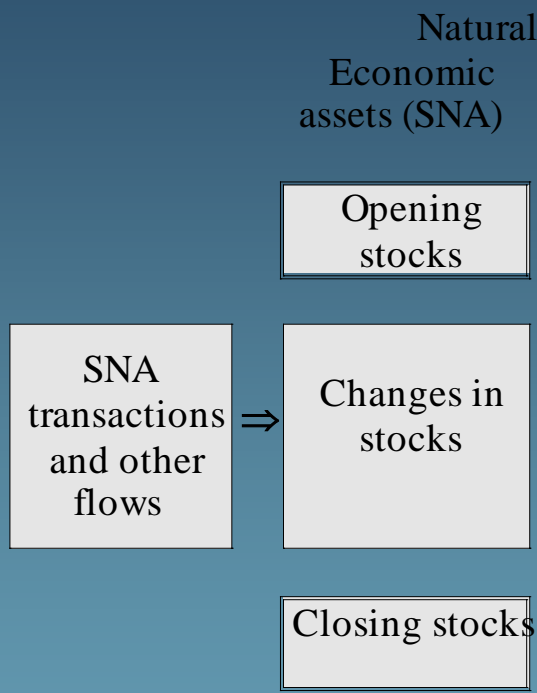 Natural
Economic
assets (SNA)
Opening
stocks
SNA
transactions
and other
flows
⇒
Changes in
stocks
Closing stocks